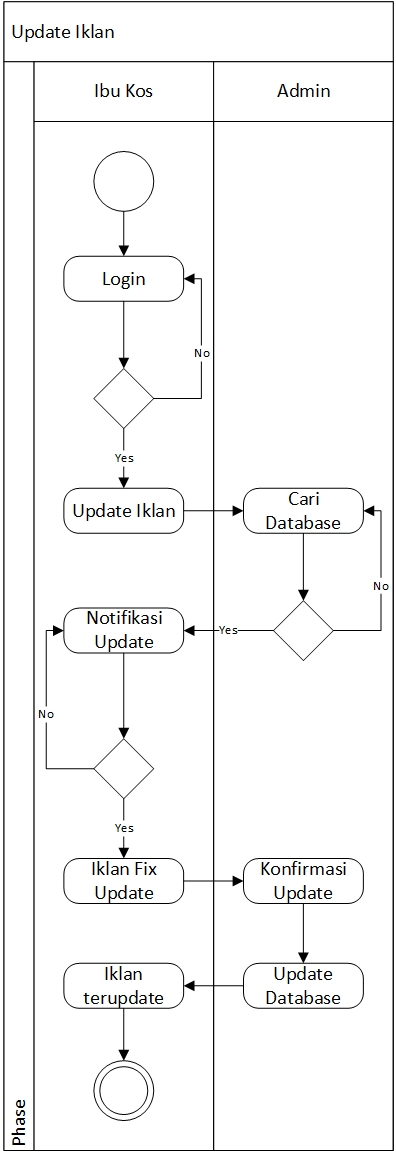 Update Iklan
Ibu Kos
Admin
Login
No
Yes
Update Iklan
Cari
Database
No
Notifikasi
Update
Yes
No
Yes
Iklan Fix
Update
Konfirmasi
Update
Iklan
terupdate
Update
Database
Phase